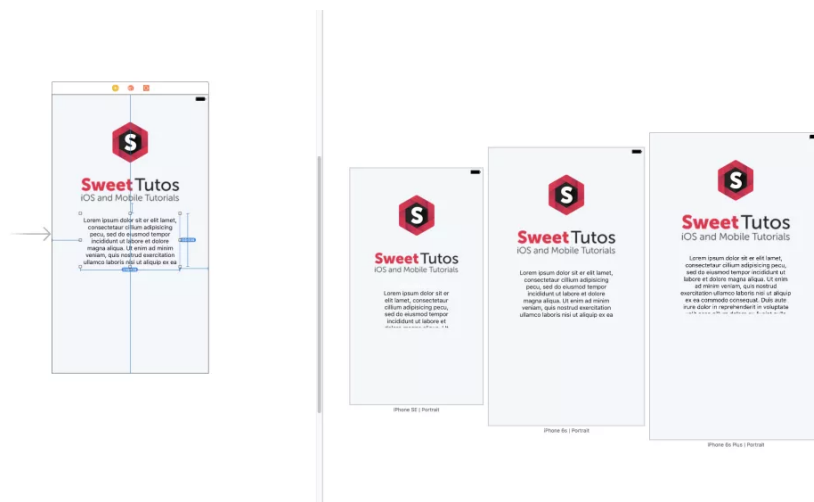 S
Sweet Tutos
iOS and Mobile Tutorials
Lorem ipsum dolor sit er elit lamet,
consectetaur cillium adipisicing
pecu, sed do eiusmod tempor
incididunt ut labore et dolore
magna aliqua. Ut enim ad minim
veniam, quis nostrud exercitation
ullamco laboris nisi ut aliquip ex ea
S
Sweet Tutos
iOS and Mobile Tutorials
Lorem ipsum dolor sit er
elit lamet, consectetaur
cillium adipisicing pecu,
sed do eiusmod tempor
incididunt ut labore et
dolore magna aliqua. Ut
iPhone SE | Portrait
S
Sweet Tutos
iOS and Mobile Tutorials
Lorem ipsum dolor sit er elit lamet,
consectetaur cillium adipisicing
pecu, sed do eiusmod tempor
incididunt ut labore et dolore
magna aliqua. Ut enim ad minim
veniam, quis nostrud exercitation
ullamco laboris nisi ut aliquip ex ea
iPhone 6s | Portrait
S
Sweet Tutos
iOS and Mobile Tutorials
Lorem ipsum dolor sit er elit lamet,
consectetaur cillium adipisicing
pecu, sed do eiusmod tempor
incididunt ut labore et dolore
magna aliqua. Ut enim ad minim
veniam, quis nostrud
exercitation ullamco laboris nisi ut aliquip
ex ea commodo consequat. Duis aute
irure dolor in reprehenderit in voluptate
iPhone 6s Plus | Portrait